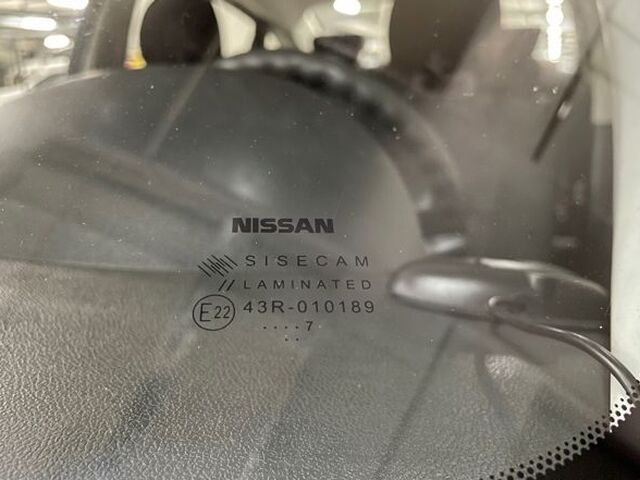 NISSAN
SISECAM
// LAMINATED
E22 43R-010189
....7
..